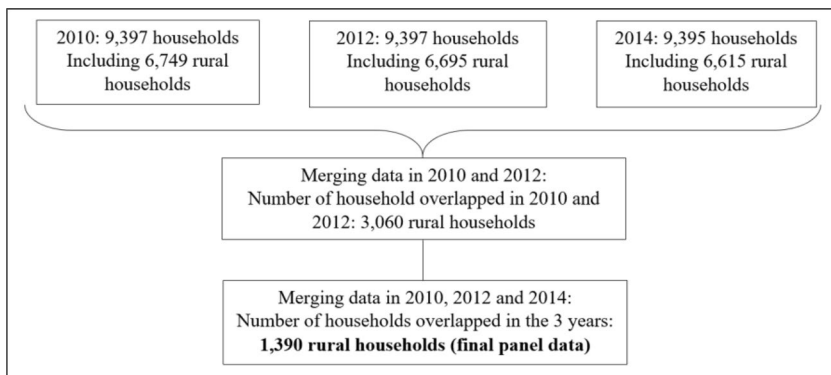 2010: 9,397 households
Including 6,749 rural
households
2012: 9,397 households
Including 6,695 rural
households
2014: 9,395 households
Including 6,615 rural
households
Merging data in 2010 and 2012:
Number of household overlapped in 2010 and
2012: 3,060 rural households
Merging data in 2010, 2012 and 2014:
Number of households overlapped in the 3 years:
1,390 rural households (final panel data)